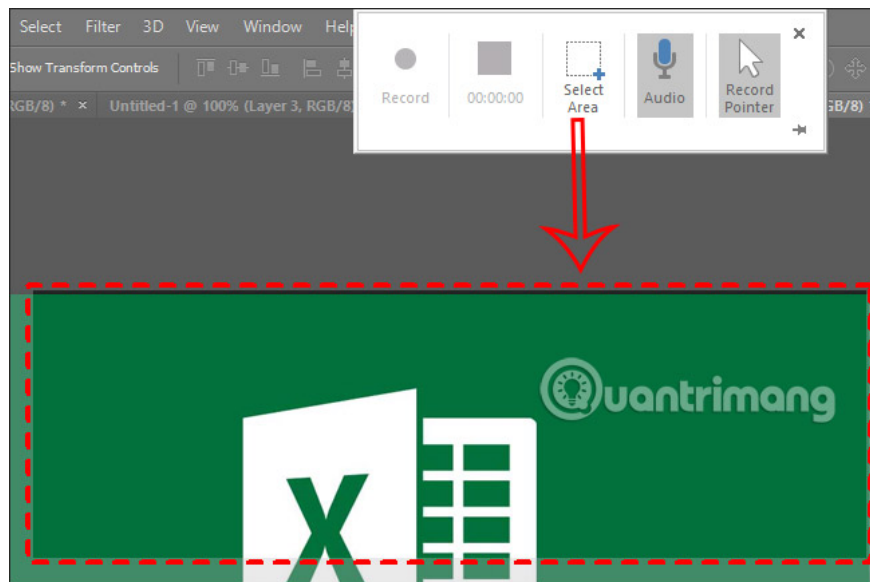 Select Filter 3D View Window Help
Show Transform Controls
RGB/8) * × Untitled-1 @ 100% (Layer 3, RGB/8)
GB/8)
Record
00:00:00
Select
Area
Audio
Record
Pointer
Quantrimang
X